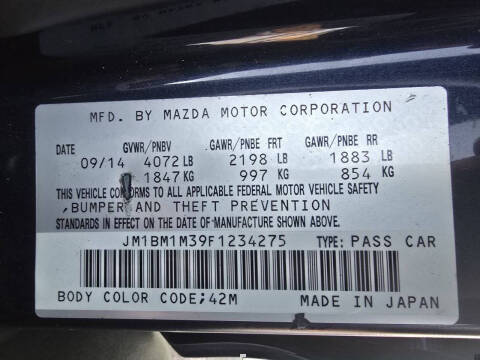 MFD. BY MAZDA MOTOR CORPORATION
DATE GVWR/PNBV GAWR/PNBE FRT GAWR/PNBE RR
09/14 4072 LB 2198 LB 1883 LB
1847 KG 997 KG 854 KG
THIS VEHICLE CONFORMS TO ALL APPLICABLE FEDERAL MOTOR VEHICLE SAFETY
,BUMPER AND THEFT PREVENTION
STANDARDS IN EFFECT ON THE DATE OF MANUFACTURE SHOWN ABOVE.
JM1BM1M39F1234275 TYPE: PASS CAR
BODY COLOR CODE;42M MADE IN JAPAN